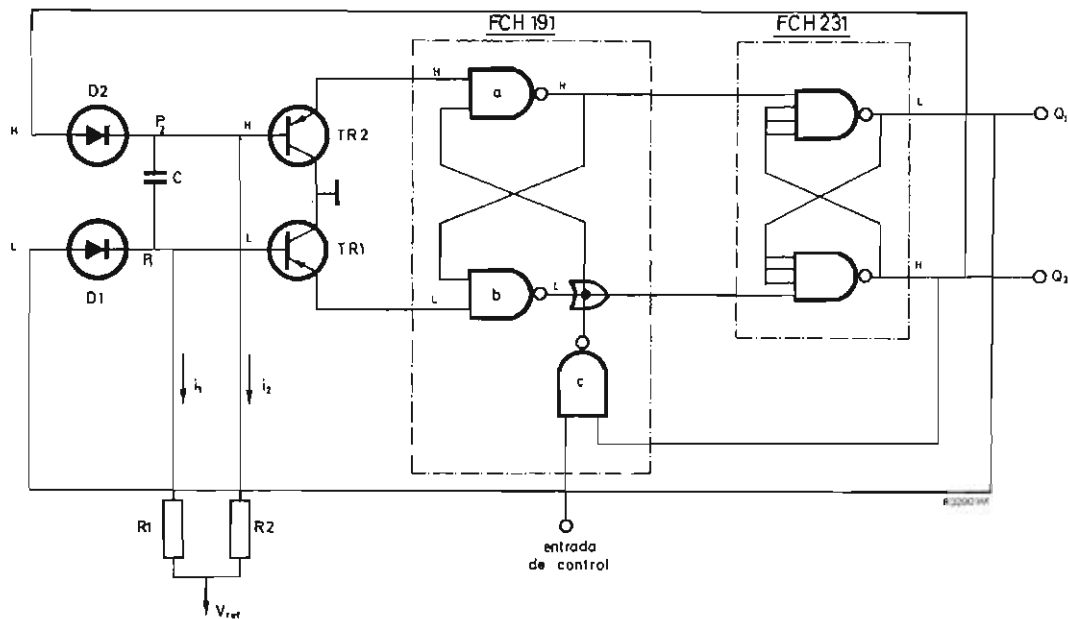 FCH 191
FCH 231
D2
H
P2
H
TR2
C
H
a
H
L
Q1
L
D1
P1
L
TR1
L
b
L
H
Q2
c
i1
i2
R1
R2
Vref
entrada
de control